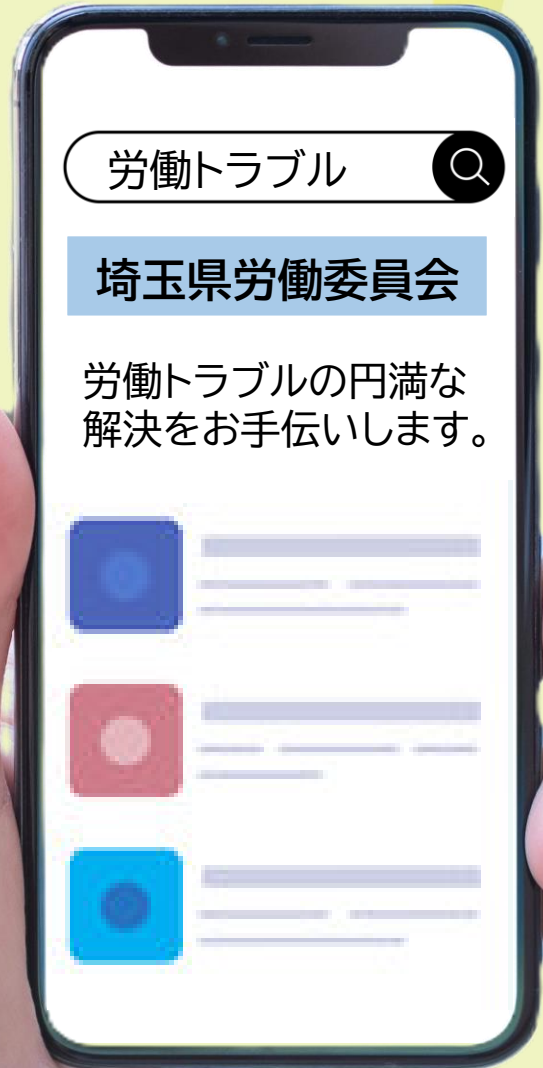 労働トラブル
埼玉県労働委員会
労働トラブルの円満な
解決をお手伝いします。